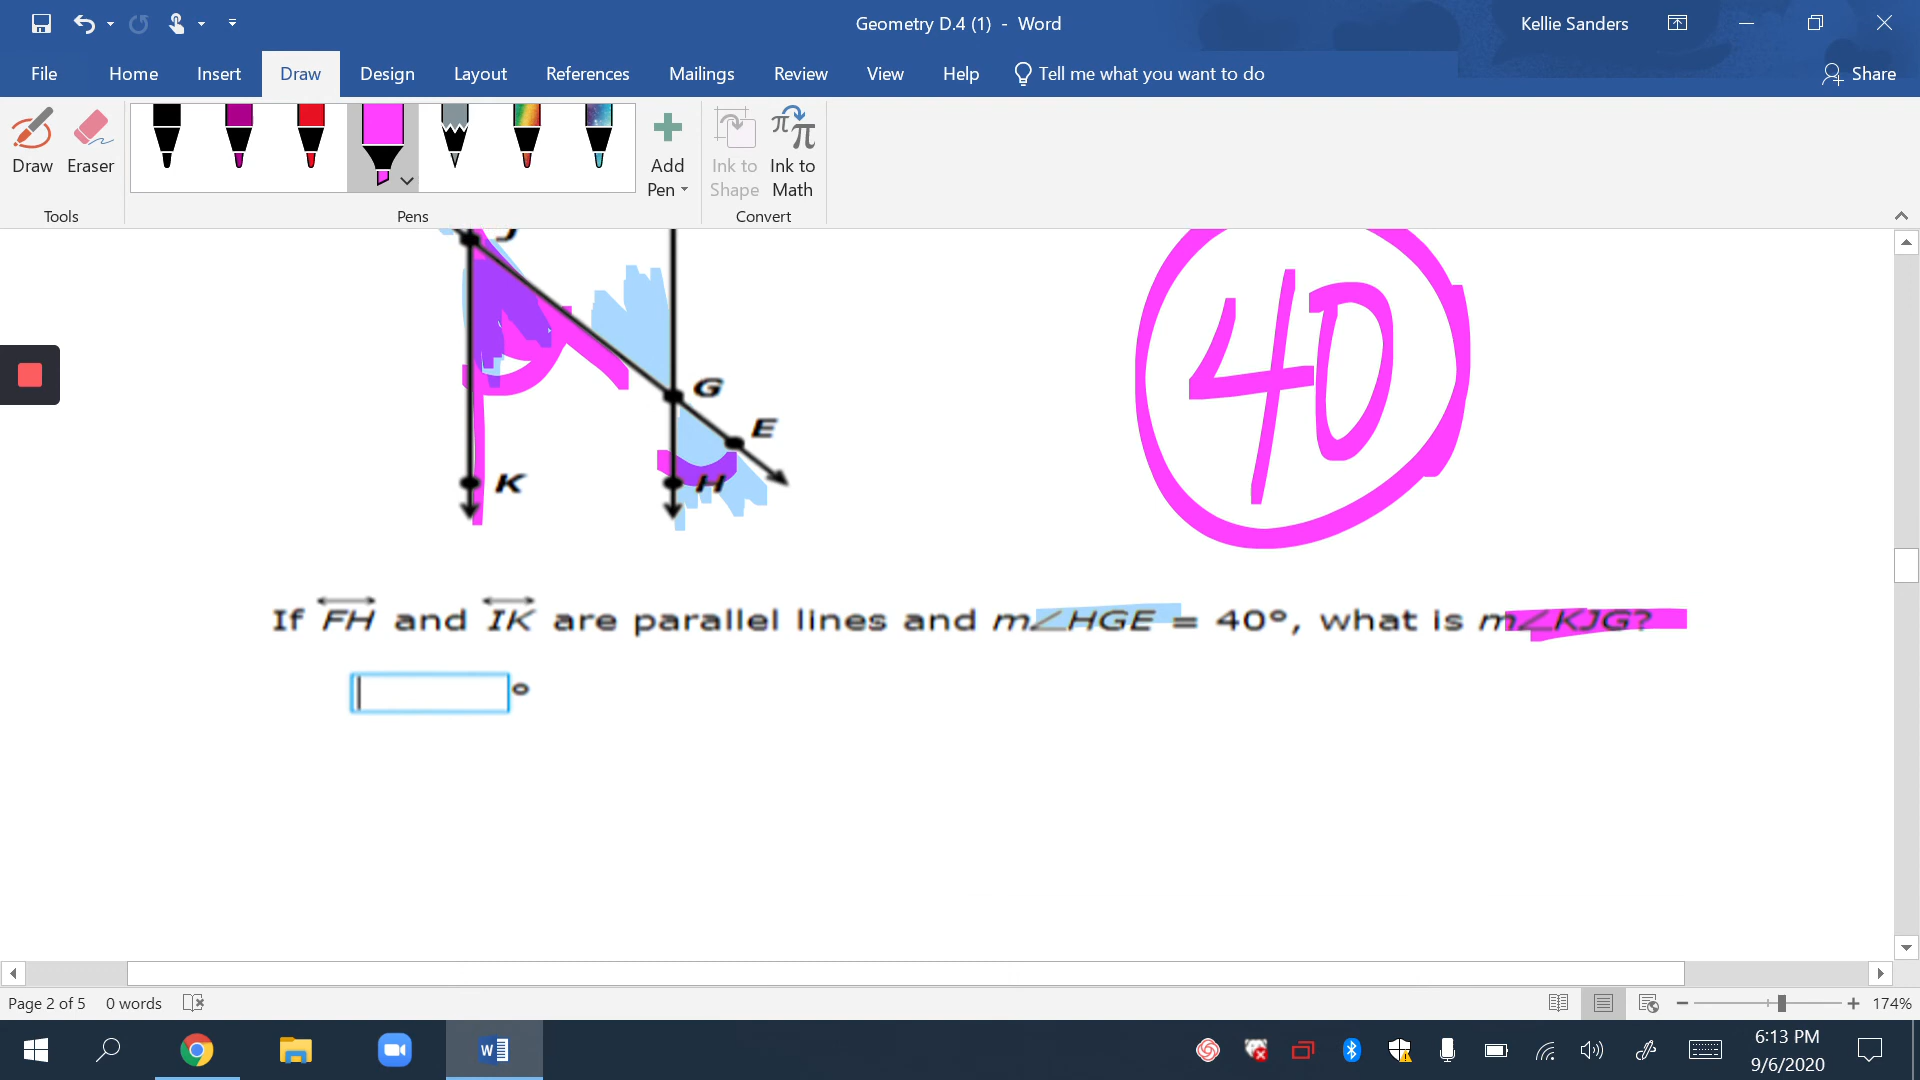 Geometry D.4 (1) - Word
Kellie Sanders
File Home Insert Draw Design Layout References Mailings Review View Help Tell me what you want to do Share
Draw Eraser Add Pen Ink to Shape Ink to Math
Tools Pens Convert
J
40
G
E
K
H
If FH and IK are parallel lines and m∠HGE = 40°, what is m∠KJG?
°
Page 2 of 5 0 words 174%
6:13 PM
9/6/2020